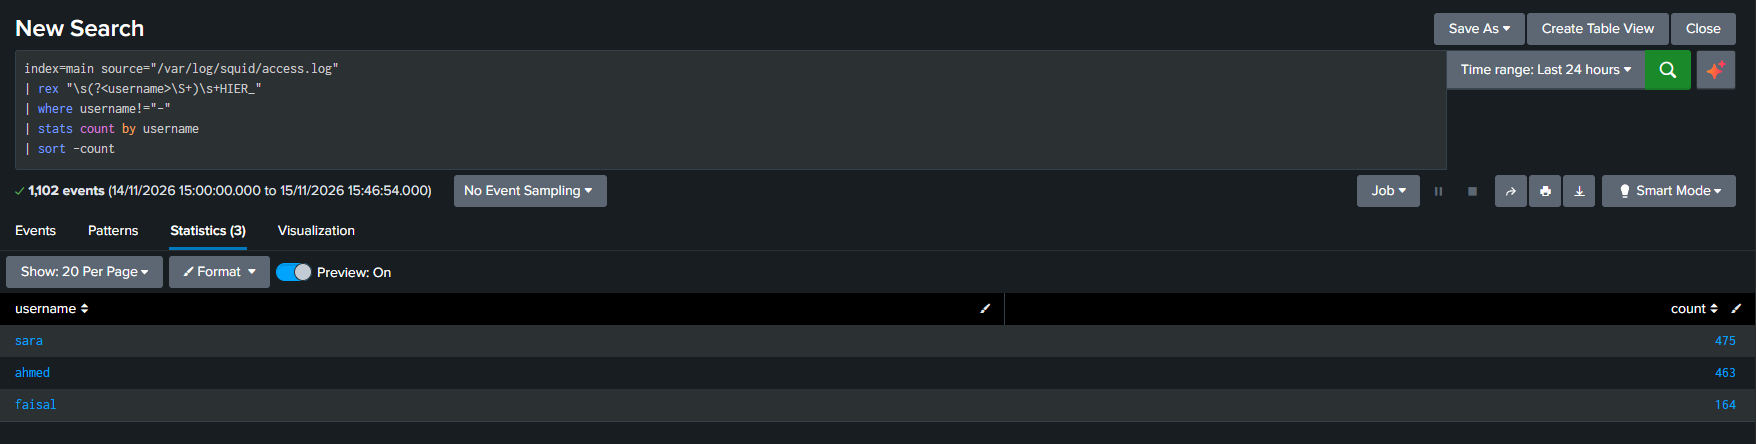 New Search
Save As
Create Table View
Close
index=main source="/var/log/squid/access.log"
| rex "\s(?<username>\S+)\s+HIER_"
| where username!="-"
| stats count by username
| sort -count
Time range: Last 24 hours
1,102 events (14/11/2026 15:00:00.000 to 15/11/2026 15:46:54.000)
No Event Sampling
Job
Smart Mode
Events
Patterns
Statistics (3)
Visualization
Show: 20 Per Page
Format
Preview: On
username count
sara 475
ahmed 463
faisal 164